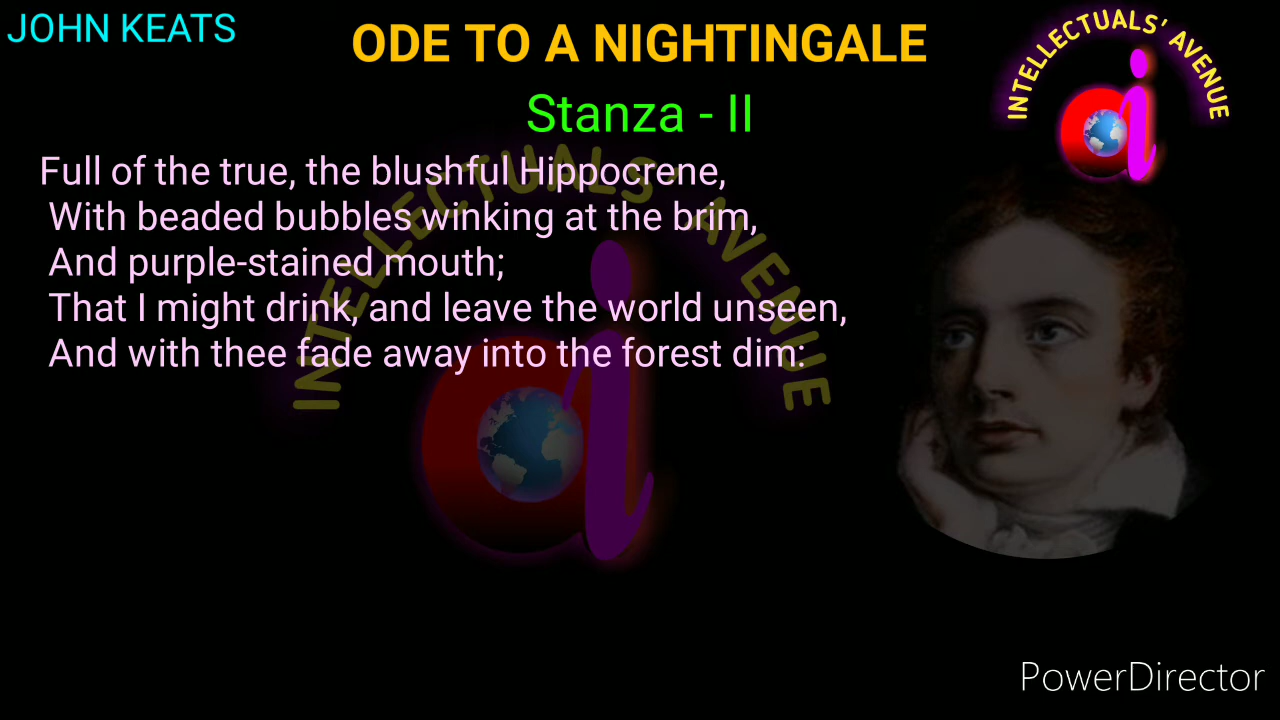 JOHN KEATS
ODE TO A NIGHTINGALE
INTELLECTUALS' AVENUE
Stanza - II
Full of the true, the blushful Hippocrene,
With beaded bubbles winking at the brim,
And purple-stained mouth;
That I might drink, and leave the world unseen,
And with thee fade away into the forest dim:
INTELLECTUALS' AVENUE
PowerDirector